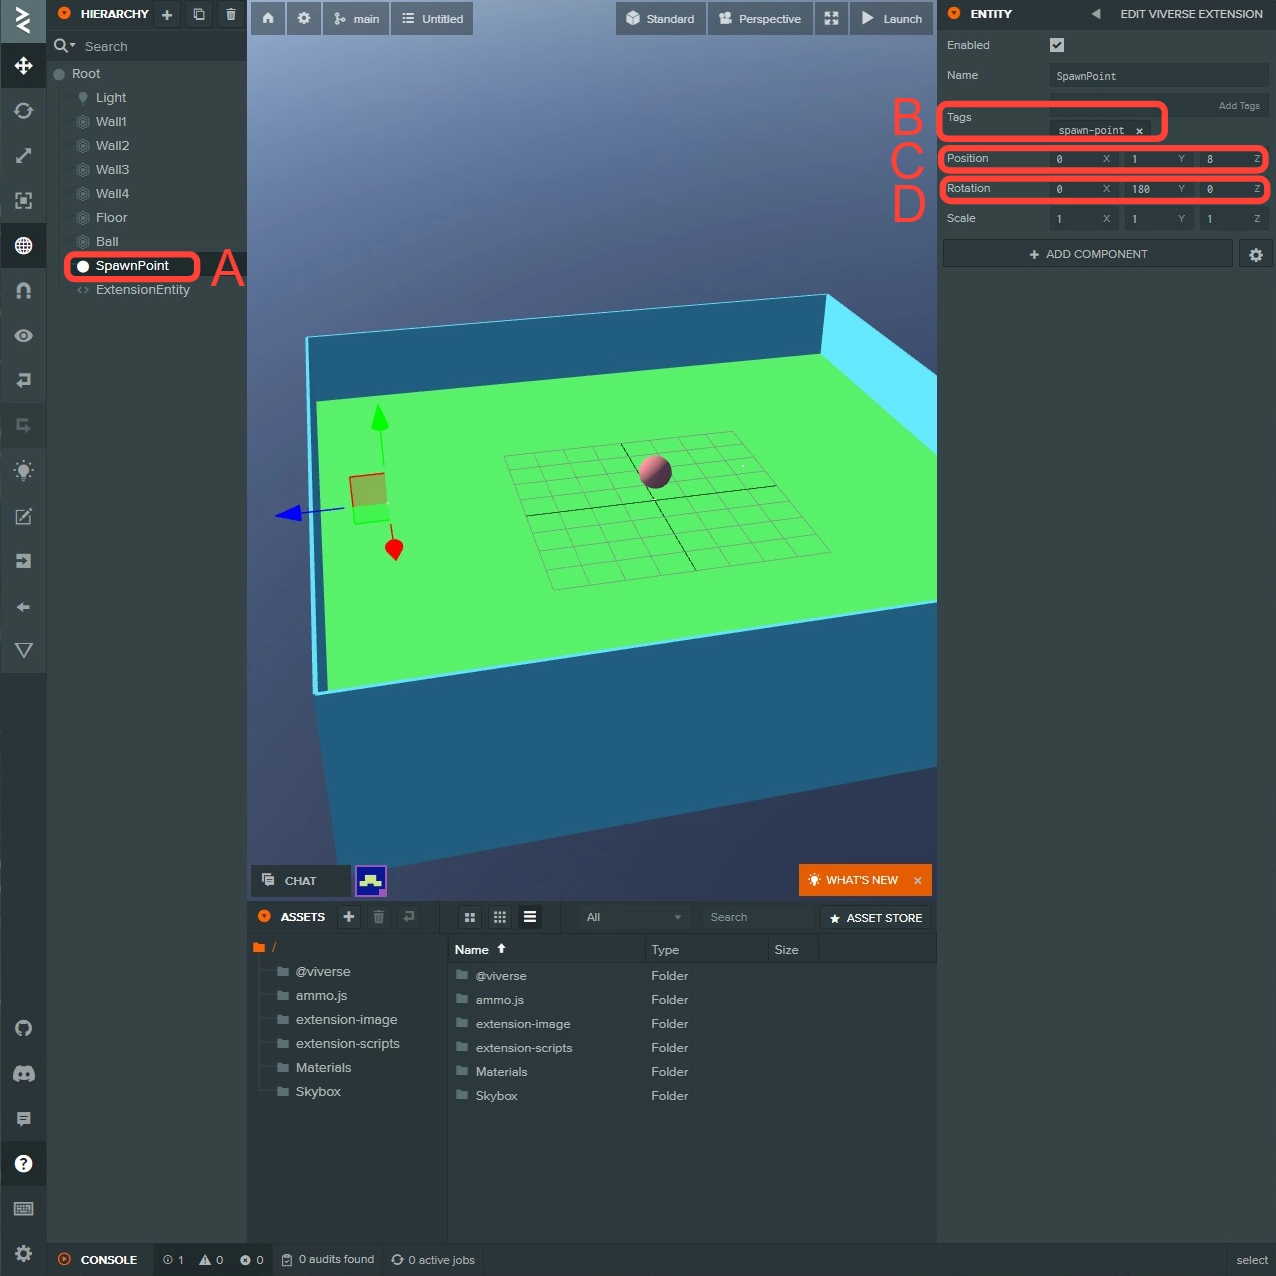 HIERARCHY
Search
Root
Light
Wall1
Wall2
Wall3
Wall4
Floor
Ball
SpawnPoint
A
ExtensionEntity
main
Untitled
Standard
Perspective
Launch
ENTITY
EDIT VIVERSE EXTENSION
Enabled
Name
SpawnPoint
Add Tags
B
Tags
spawn-point ×
C
Position
0 X 1 Y 8 Z
D
Rotation
0 X 180 Y 0 Z
Scale
1 X 1 Y 1 Z
+ ADD COMPONENT
CHAT
WHAT'S NEW ×
ASSETS
All
Search
ASSET STORE
/
@viverse
ammo.js
extension-image
extension-scripts
Materials
Skybox
Name Type Size
@viverse Folder
ammo.js Folder
extension-image Folder
extension-scripts Folder
Materials Folder
Skybox Folder
CONSOLE
1
0
0
0 audits found
0 active jobs
select